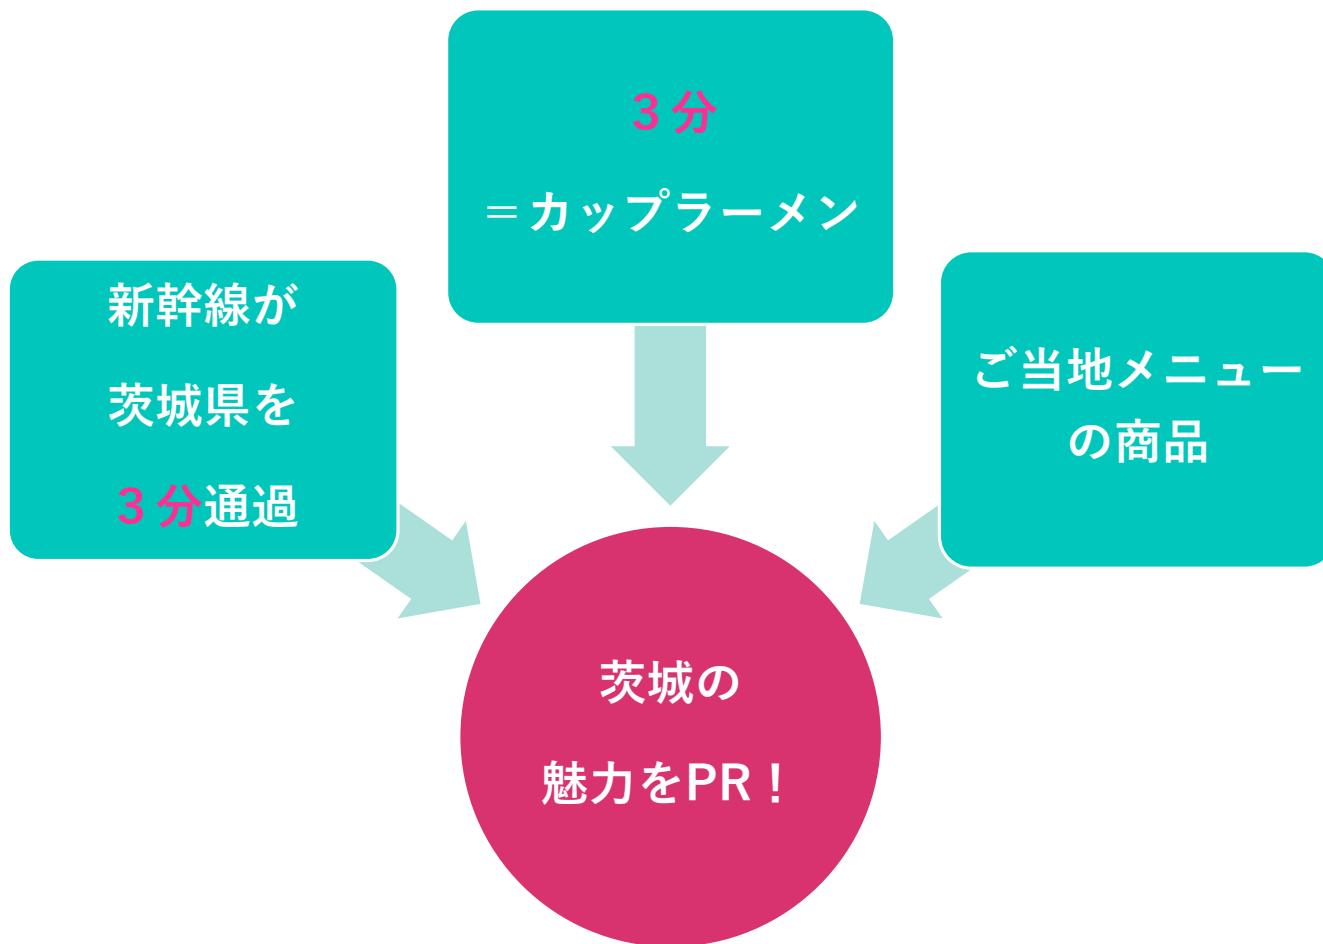 ３分
＝カップラーメン
新幹線が
茨城県を
３分通過
ご当地メニュー
の商品
茨城の
魅力をPR！